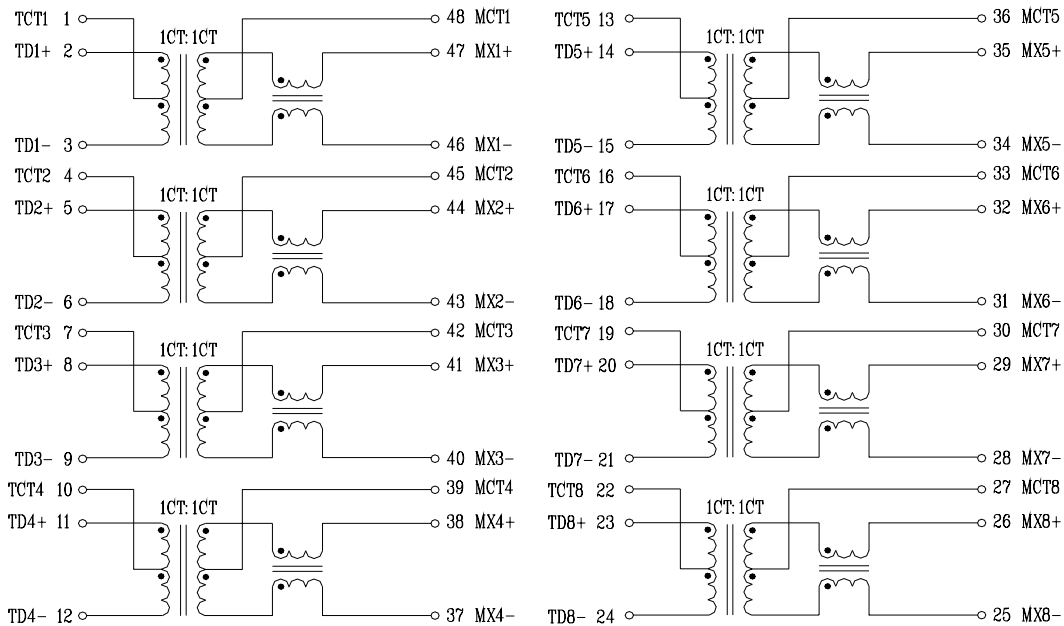 TCT1 1 48 MCT1
1CT:1CT
TD1+ 2 47 MX1+
TD1- 3 46 MX1-
TCT2 4 45 MCT2
1CT:1CT
TD2+ 5 44 MX2+
TD2- 6 43 MX2-
TCT3 7 42 MCT3
1CT:1CT
TD3+ 8 41 MX3+
TD3- 9 40 MX3-
TCT4 10 39 MCT4
1CT:1CT
TD4+ 11 38 MX4+
TD4- 12 37 MX4-
TCT5 13 36 MCT5
1CT:1CT
TD5+ 14 35 MX5+
TD5- 15 34 MX5-
TCT6 16 33 MCT6
1CT:1CT
TD6+ 17 32 MX6+
TD6- 18 31 MX6-
TCT7 19 30 MCT7
1CT:1CT
TD7+ 20 29 MX7+
TD7- 21 28 MX7-
TCT8 22 27 MCT8
1CT:1CT
TD8+ 23 26 MX8+
TD8- 24 25 MX8-